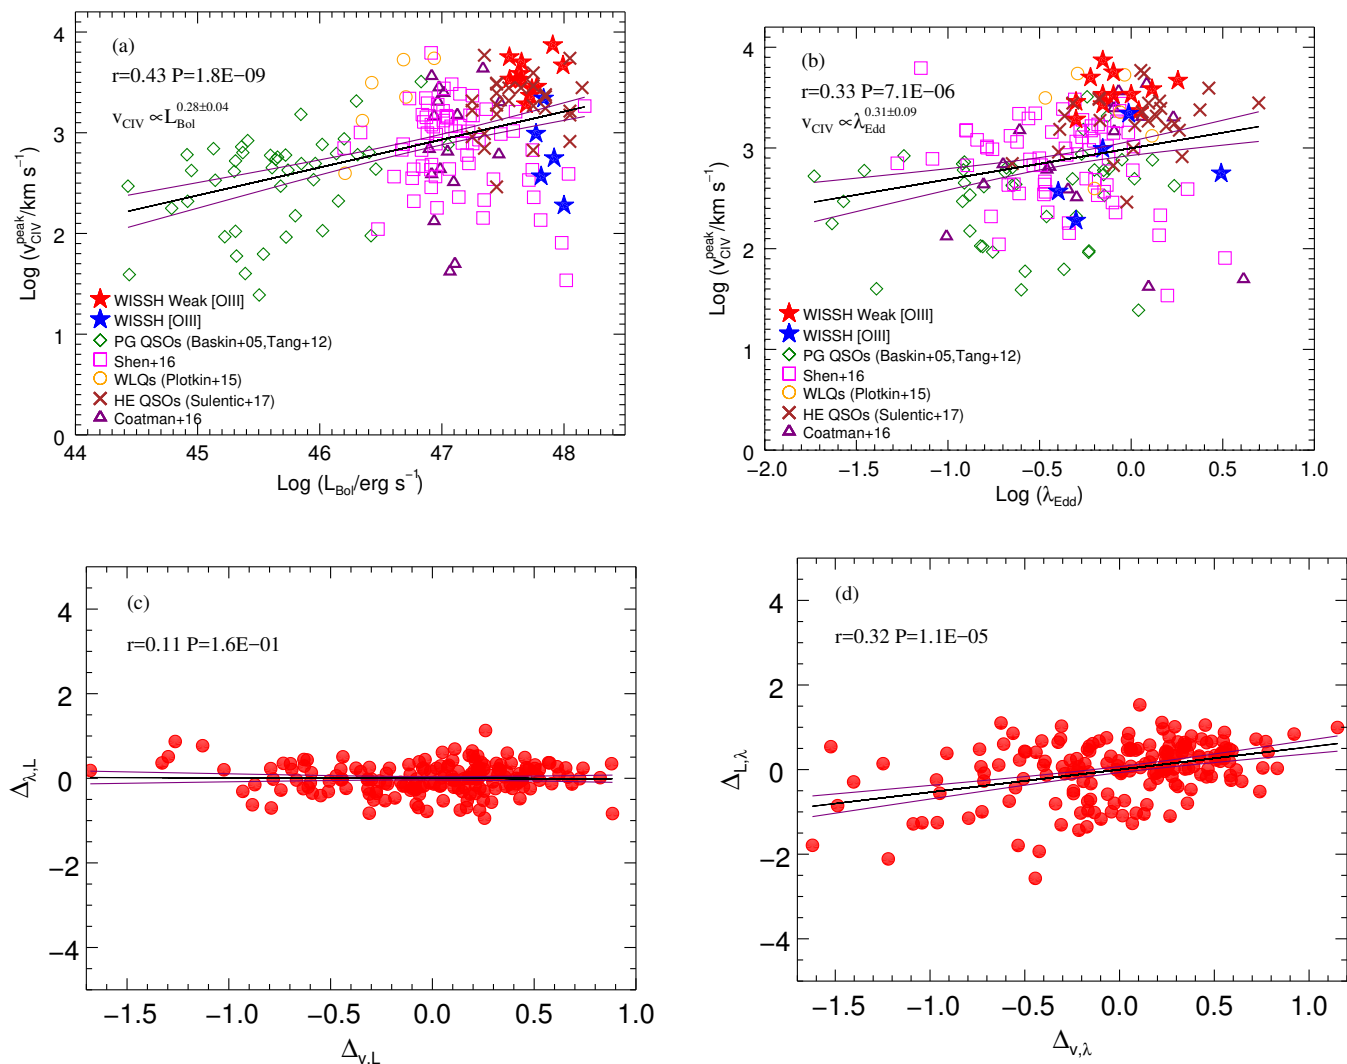 (a)
r=0.43 P=1.8E−09
v_CIV ∝L_Bol^0.28±0.04
WISSH Weak [OIII]
WISSH [OIII]
PG QSOs (Baskin+05,Tang+12)
Shen+16
WLQs (Plotkin+15)
HE QSOs (Sulentic+17)
Coatman+16
Log (v_CIV^peak/km s^−1)
4
3
2
1
0
44 45 46 47 48
Log (L_Bol/erg s^−1)
(b)
r=0.33 P=7.1E−06
v_CIV ∝λ_Edd^0.31±0.09
WISSH Weak [OIII]
WISSH [OIII]
PG QSOs (Baskin+05,Tang+12)
Shen+16
WLQs (Plotkin+15)
HE QSOs (Sulentic+17)
Coatman+16
Log (v_CIV^peak/km s^−1)
4
3
2
1
0
−2.0 −1.5 −1.0 −0.5 0.0 0.5 1.0
Log (λ_Edd)
(c)
r=0.11 P=1.6E−01
Δ_λ,L
4
2
0
−2
−4
−1.5 −1.0 −0.5 0.0 0.5 1.0
Δ_v,L
(d)
r=0.32 P=1.1E−05
Δ_L,λ
4
2
0
−2
−4
−1.5 −1.0 −0.5 0.0 0.5 1.0
Δ_v,λ